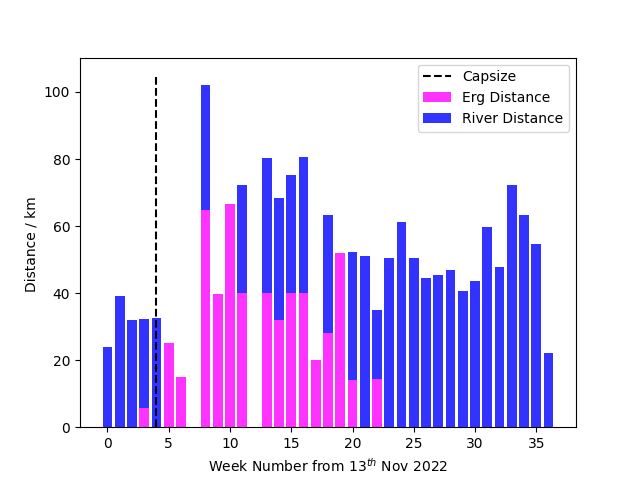 Capsize
Erg Distance
River Distance
100
80
60
40
20
0
Distance / km
0 5 10 15 20 25 30 35
Week Number from 13th Nov 2022